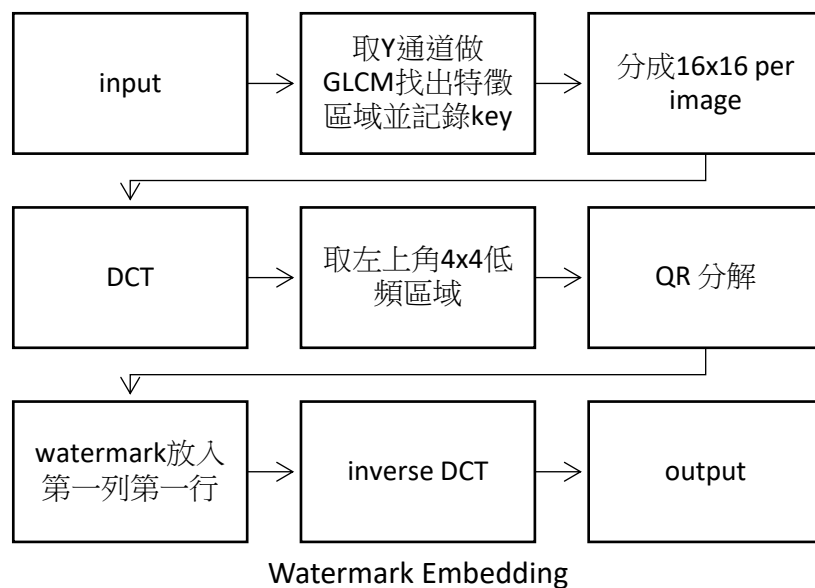 input
取Y通道做
GLCM找出特徵
區域並記錄key
分成16x16 per
image
DCT
取左上角4x4低
頻區域
QR 分解
watermark放入
第一列第一行
inverse DCT
output
Watermark Embedding